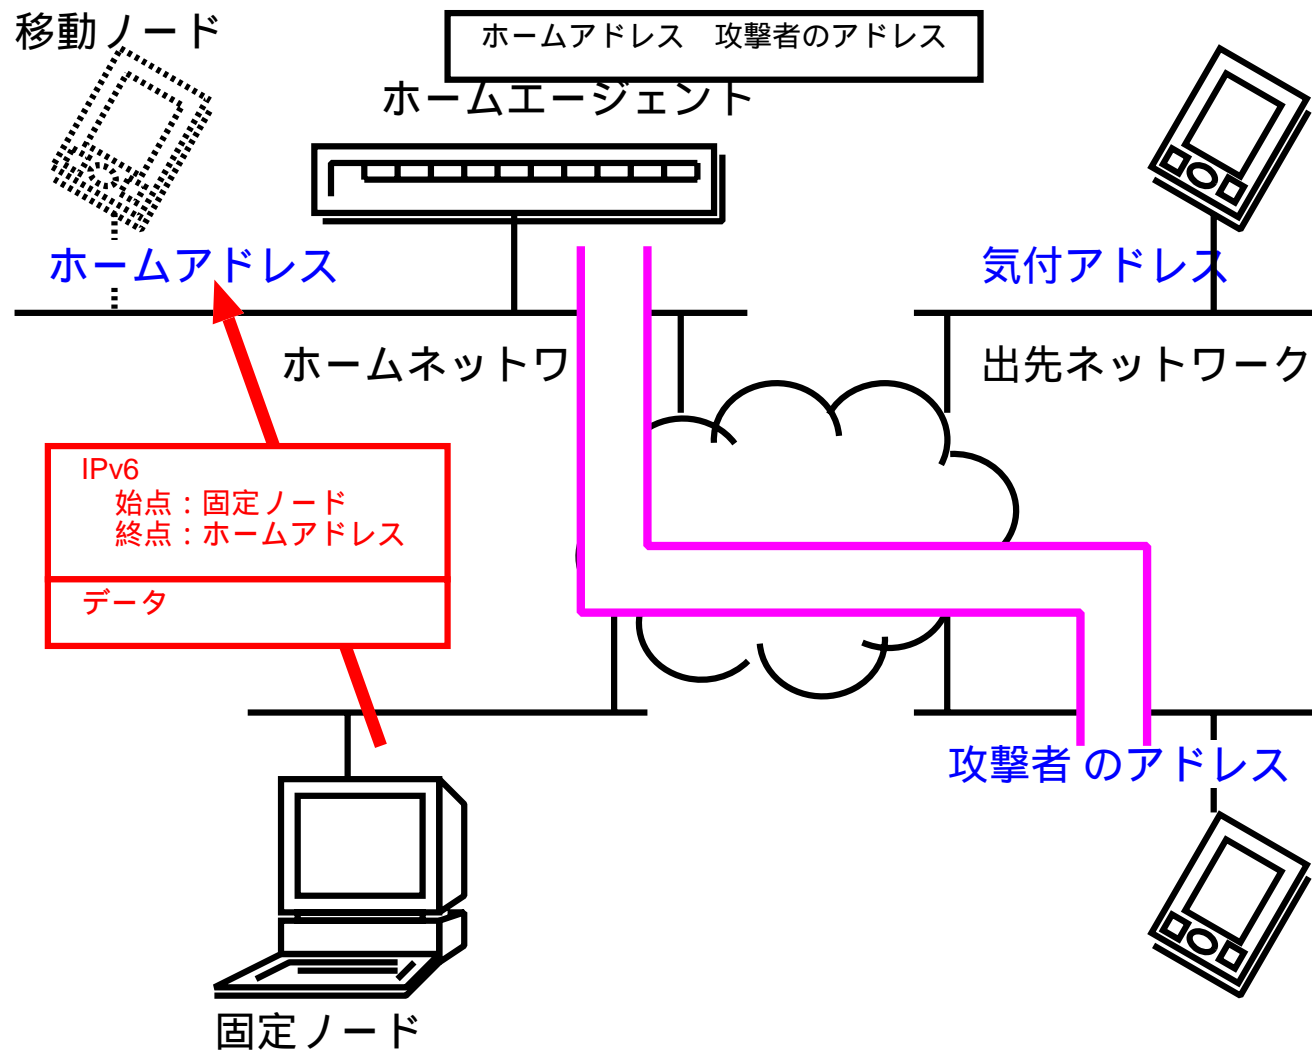 移動ノード
ホームアドレス　攻撃者のアドレス
ホームエージェント
ホームアドレス
気付アドレス
ホームネットワ
出先ネットワーク
IPv6
始点：固定ノード
終点：ホームアドレス
データ
攻撃者 のアドレス
固定ノード